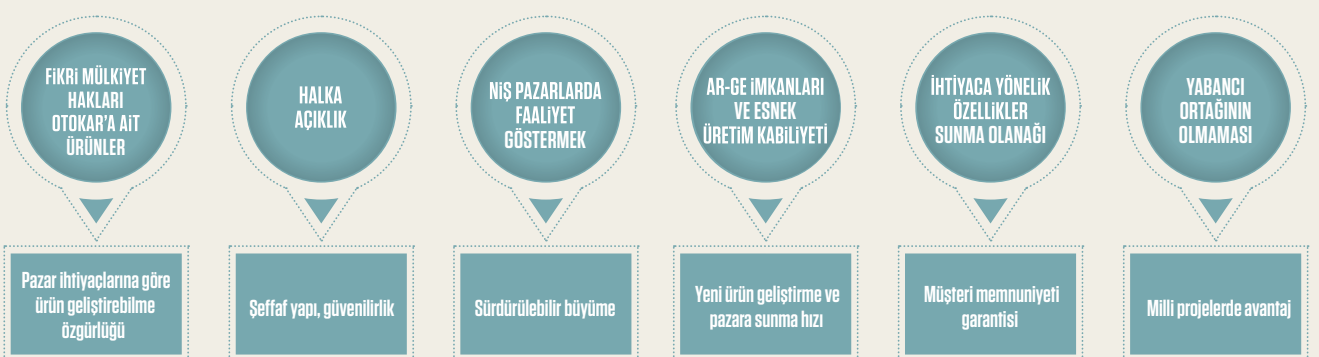 FİKRİ MÜLKİYET
HAKLARI
OTOKAR'A AİT
ÜRÜNLER
Pazar ihtiyaçlarına göre
ürün geliştirebilme
özgürlüğü
HALKA
AÇIKLIK
Şeffaf yapı, güvenilirlik
NİŞ PAZARLARDA
FAALİYET
GÖSTERMEK
Sürdürülebilir büyüme
AR-GE İMKANLARI
VE ESNEK
ÜRETİM KABİLİYETİ
Yeni ürün geliştirme ve
pazara sunma hızı
İHTİYACA YÖNELİK
ÖZELLİKLER
SUNMA OLANAĞI
Müşteri memnuniyeti
garantisi
YABANCI
ORTAĞININ
OLMAMASI
Milli projelerde avantaj